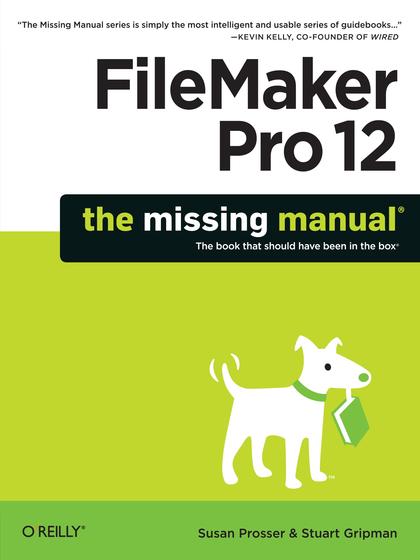 “The Missing Manual series is simply the most intelligent and usable series of guidebooks...”
—KEVIN KELLY, CO-FOUNDER OF WIRED
FileMaker
Pro 12
the missing manual®
The book that should have been in the box®
™
O'REILLY®
Susan Prosser & Stuart Gripman